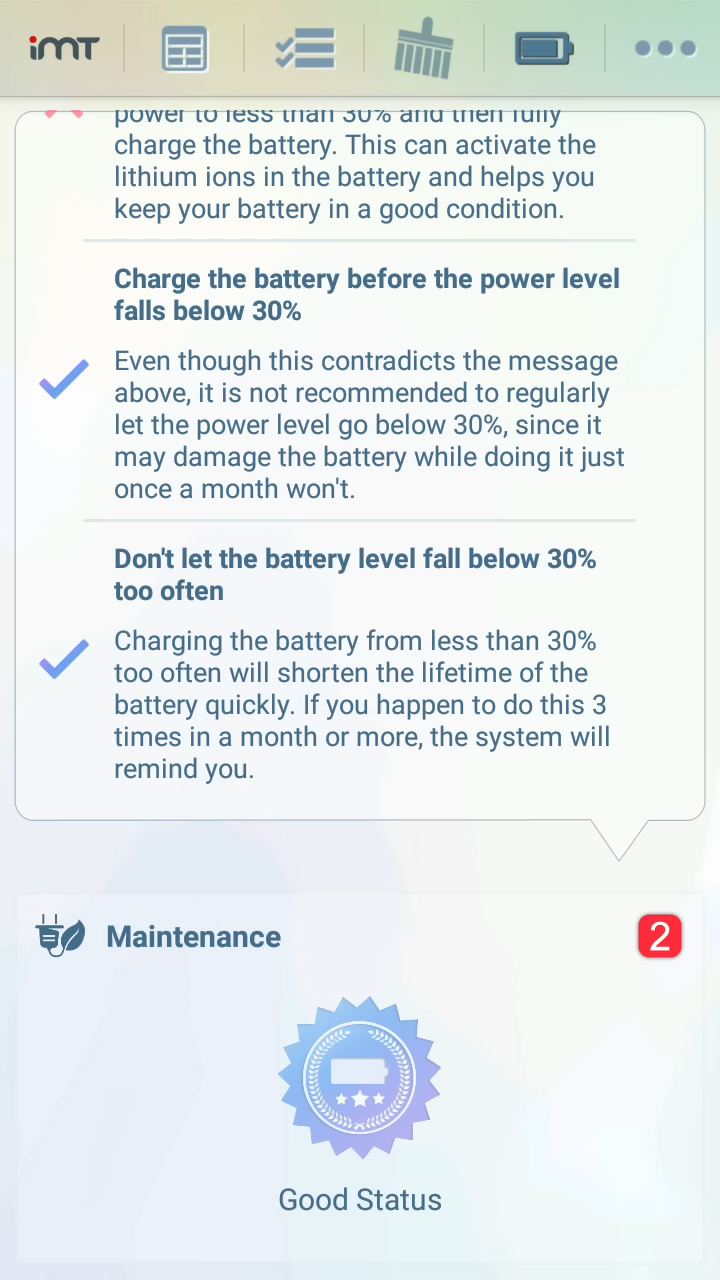 iMT
power to less than 30% and then fully
charge the battery. This can activate the
lithium ions in the battery and helps you
keep your battery in a good condition.
Charge the battery before the power level
falls below 30%
Even though this contradicts the message
above, it is not recommended to regularly
let the power level go below 30%, since it
may damage the battery while doing it just
once a month won't.
Don't let the battery level fall below 30%
too often
Charging the battery from less than 30%
too often will shorten the lifetime of the
battery quickly. If you happen to do this 3
times in a month or more, the system will
remind you.
Maintenance
2
Good Status